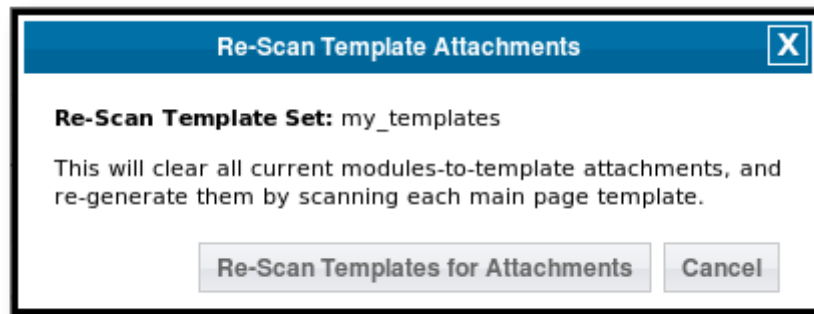 Re-Scan Template Attachments X
Re-Scan Template Set: my_templates
This will clear all current modules-to-template attachments, and
re-generate them by scanning each main page template.
Re-Scan Templates for Attachments Cancel